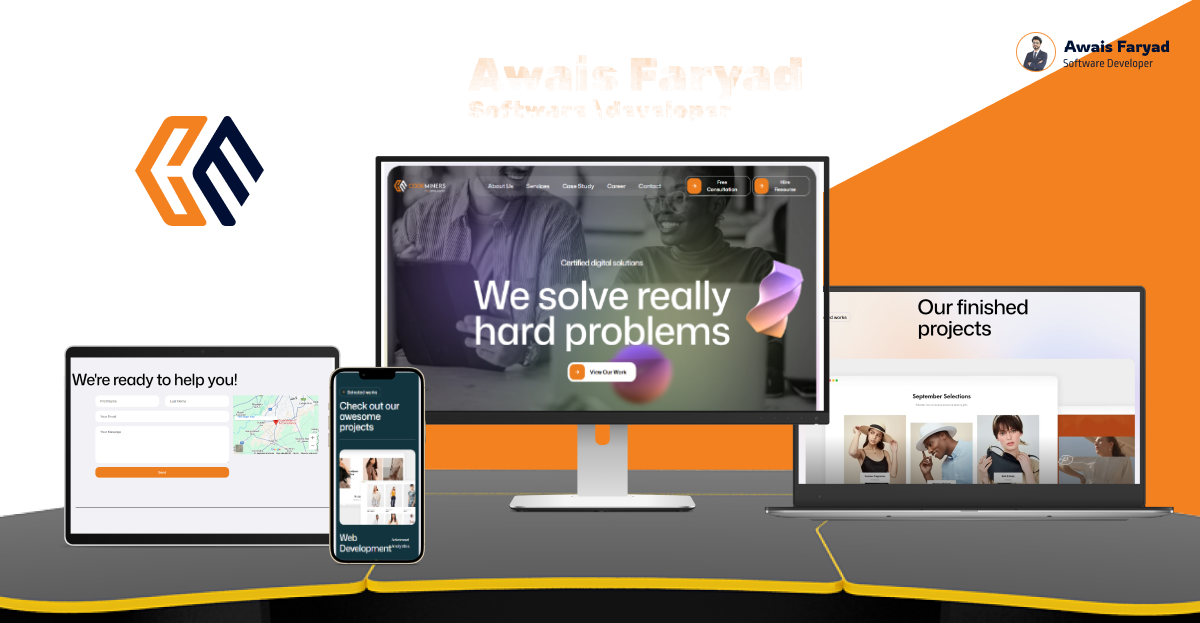 Awais Faryad
Software Developer
Awais Faryad
Software \developer
CODE MINERS
About Us
Services
Case Study
Career
Contact
Free
Consultation
Hire
Resource
Certified digital solutions
We solve really
hard problems
View Our Work
Our finished
projects
ed works
September Selections
We're ready to help you!
First Name
Last Name
Your Email
Your Message
Send
Selected works
Check out our
awesome
projects
Web
Development